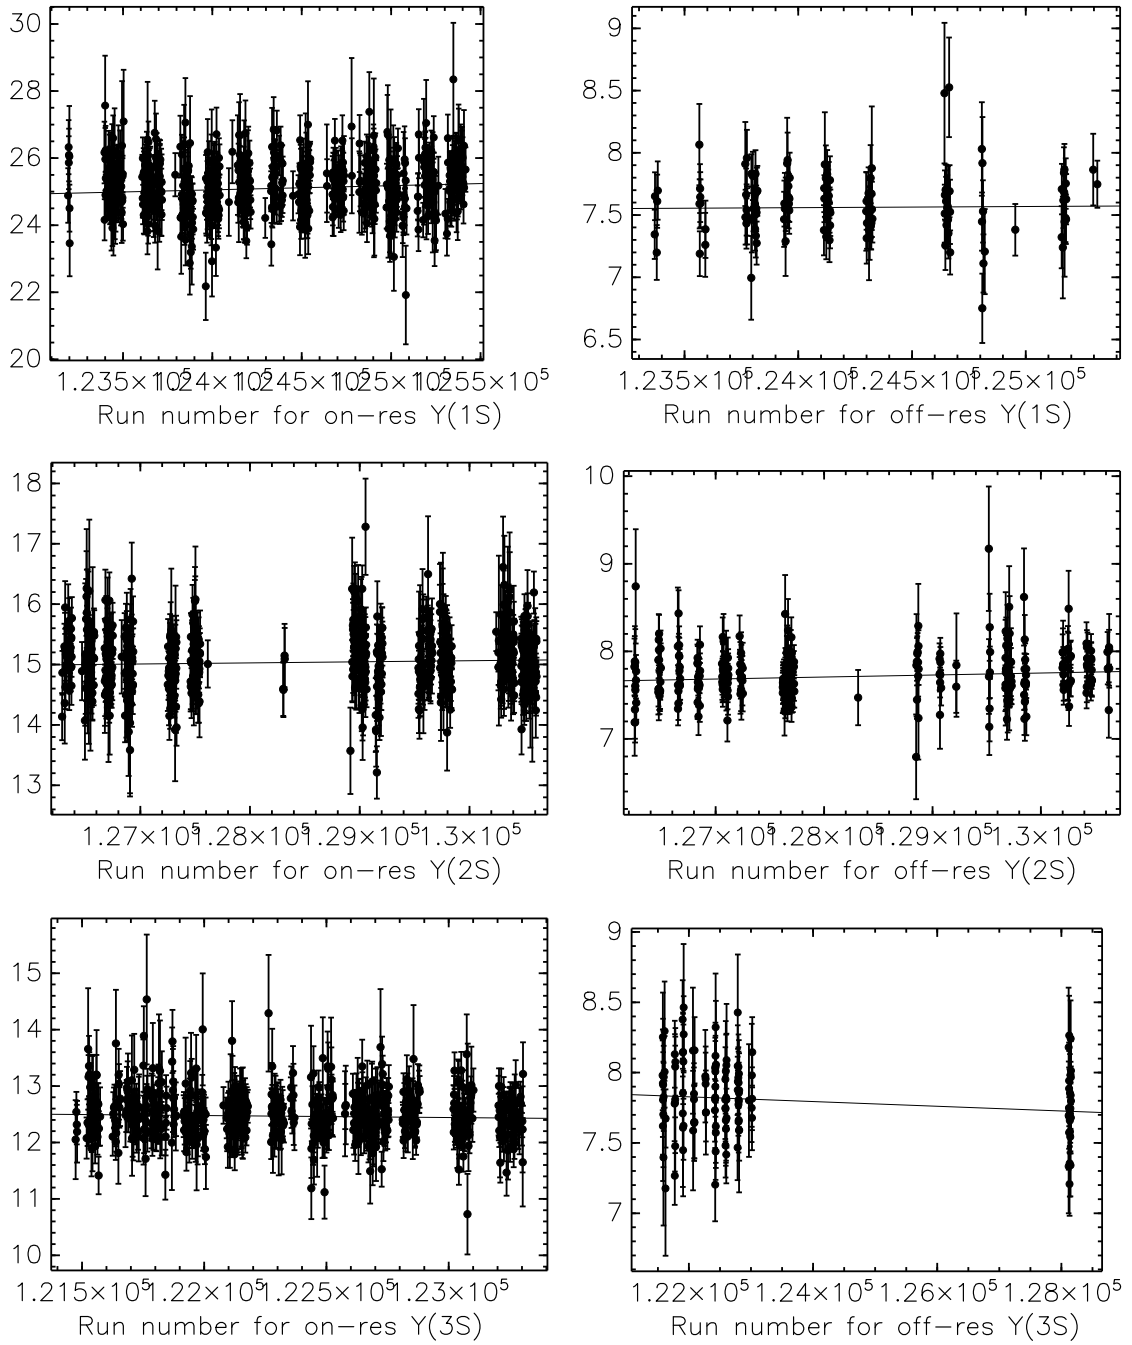 30
28
26
24
22
20
1.235×10^5 1.24×10^5 1.245×10^5 1.25×10^5 1.255×10^5
Run number for on-res Y(1S)
9
8.5
8
7.5
7
6.5
1.235×10^5 1.24×10^5 1.245×10^5 1.25×10^5
Run number for off-res Y(1S)
18
17
16
15
14
13
1.27×10^5 1.28×10^5 1.29×10^5 1.3×10^5
Run number for on-res Y(2S)
10
9
8
7
1.27×10^5 1.28×10^5 1.29×10^5 1.3×10^5
Run number for off-res Y(2S)
15
14
13
12
11
10
1.215×10^5 1.22×10^5 1.225×10^5 1.23×10^5
Run number for on-res Y(3S)
9
8.5
8
7.5
7
1.22×10^5 1.24×10^5 1.26×10^5 1.28×10^5
Run number for off-res Y(3S)